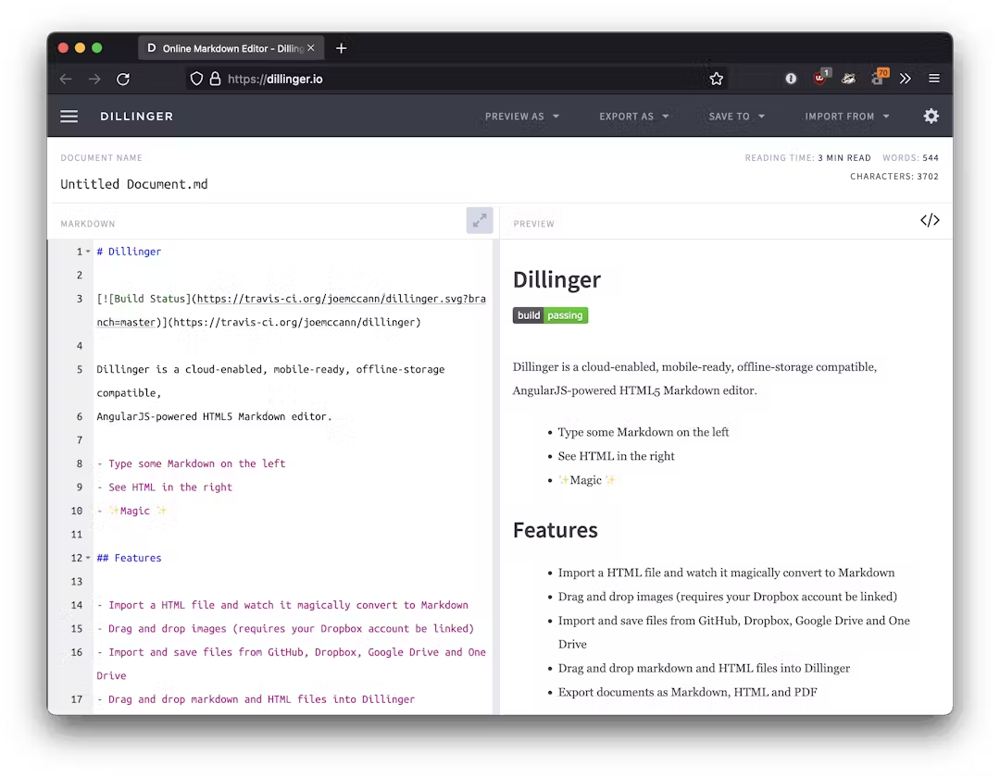 Online Markdown Editor - Dilling
https://dillinger.io
1
70
DILLINGER
PREVIEW AS
EXPORT AS
SAVE TO
IMPORT FROM
DOCUMENT NAME
READING TIME: 3 MIN READ WORDS: 544
Untitled Document.md
CHARACTERS: 3702
MARKDOWN
1 # Dillinger
2
3 [![Build Status](https://travis-ci.org/joemccann/dillinger.svg?bra
nch=master)](https://travis-ci.org/joemccann/dillinger)
4
5 Dillinger is a cloud-enabled, mobile-ready, offline-storage
compatible,
6 AngularJS-powered HTML5 Markdown editor.
7
8 - Type some Markdown on the left
9 - See HTML in the right
10 - ✨Magic ✨
11
12 ## Features
13
14 - Import a HTML file and watch it magically convert to Markdown
15 - Drag and drop images (requires your Dropbox account be linked)
16 - Import and save files from GitHub, Dropbox, Google Drive and One
Drive
17 - Drag and drop markdown and HTML files into Dillinger
PREVIEW
</>
Dillinger
build passing
Dillinger is a cloud-enabled, mobile-ready, offline-storage compatible,
AngularJS-powered HTML5 Markdown editor.
• Type some Markdown on the left
• See HTML in the right
• ✨Magic ✨
Features
• Import a HTML file and watch it magically convert to Markdown
• Drag and drop images (requires your Dropbox account be linked)
• Import and save files from GitHub, Dropbox, Google Drive and One
Drive
• Drag and drop markdown and HTML files into Dillinger
• Export documents as Markdown, HTML and PDF